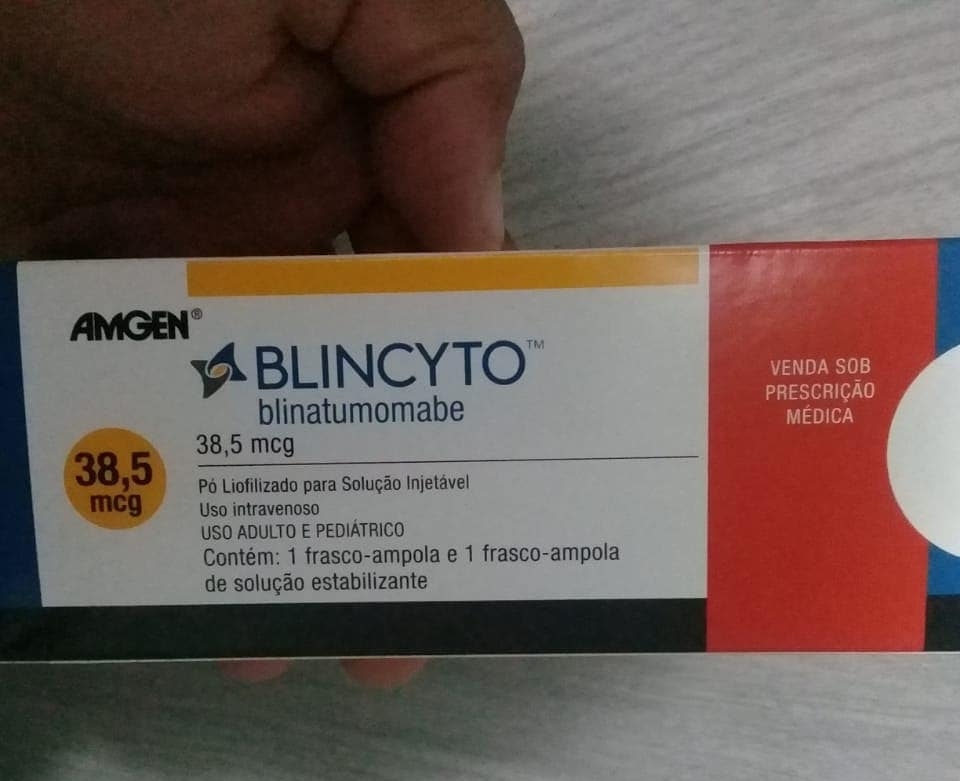 AMGEN®
BLINCYTO™
blinatumomabe
38,5 mcg
38,5
mcg
Pó Liofilizado para Solução Injetável
Uso intravenoso
USO ADULTO E PEDIÁTRICO
Contém: 1 frasco-ampola e 1 frasco-ampola
de solução estabilizante
VENDA SOB
PRESCRIÇÃO
MÉDICA